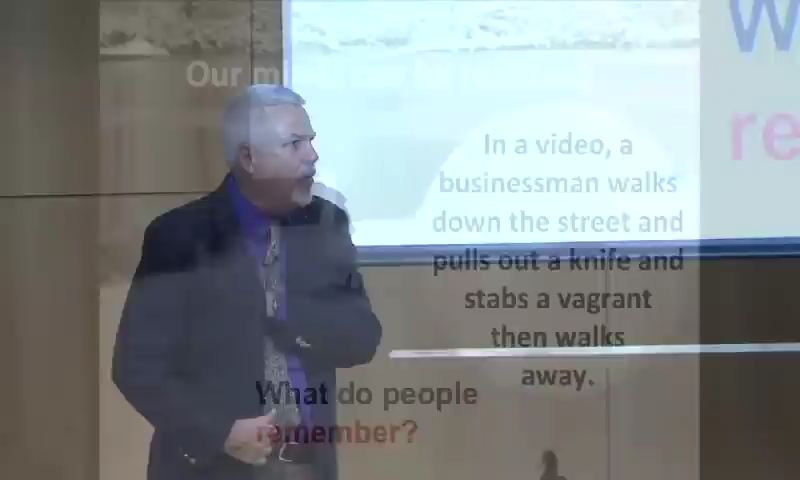 Our
In a video, a
businessman walks
down the street and
pulls out a knife and
stabs a vagrant
then walks
away.
What do people
remember?
W
re